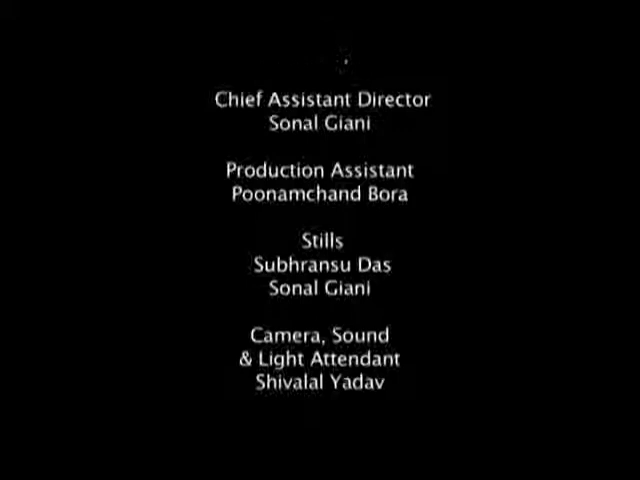 Chief Assistant Director
Sonal Giani
Production Assistant
Poonamchand Bora
Stills
Subhransu Das
Sonal Giani
Camera, Sound
& Light Attendant
Shivalal Yadav